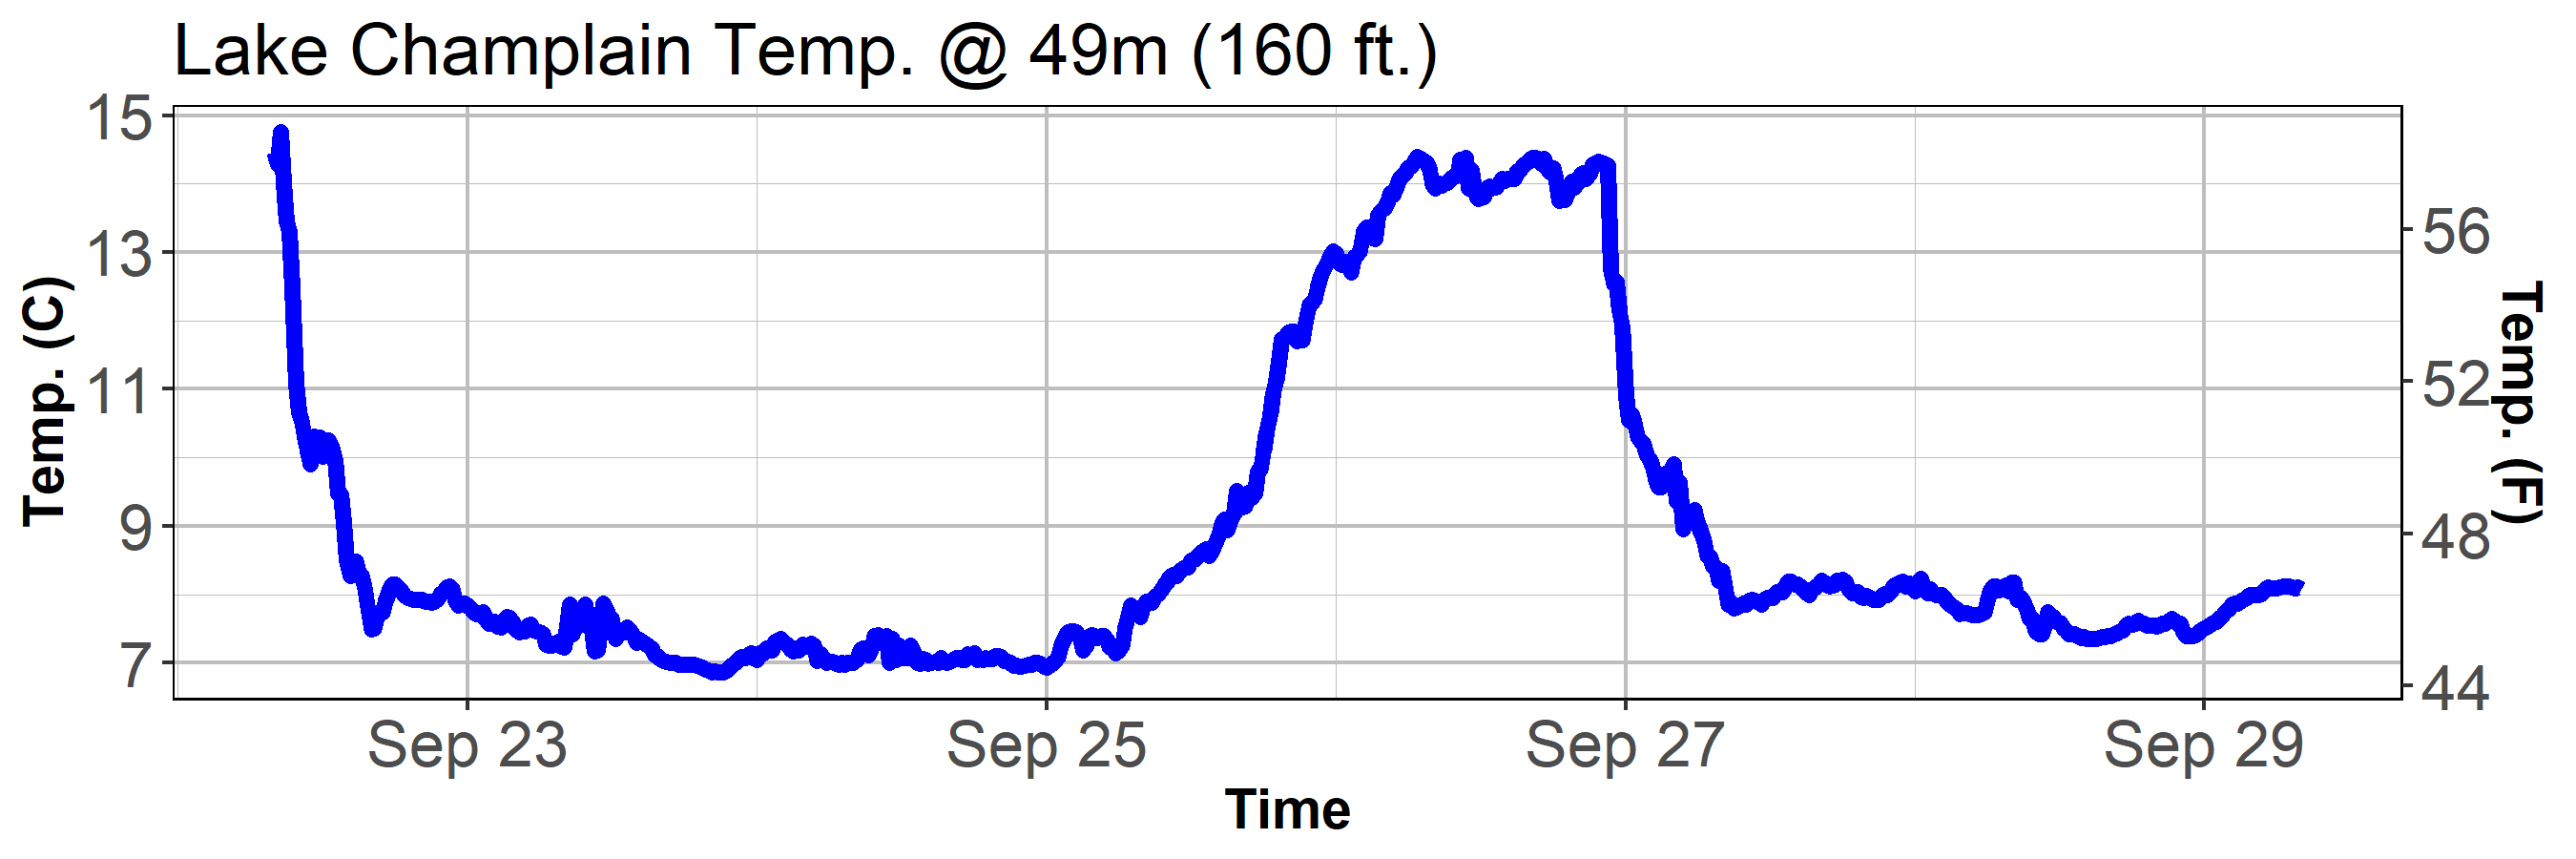 Lake Champlain Temp. @ 49m (160 ft.)
15
13
11
9
7
Temp. (C)
56
52
48
44
Temp. (F)
Sep 23
Sep 25
Sep 27
Sep 29
Time